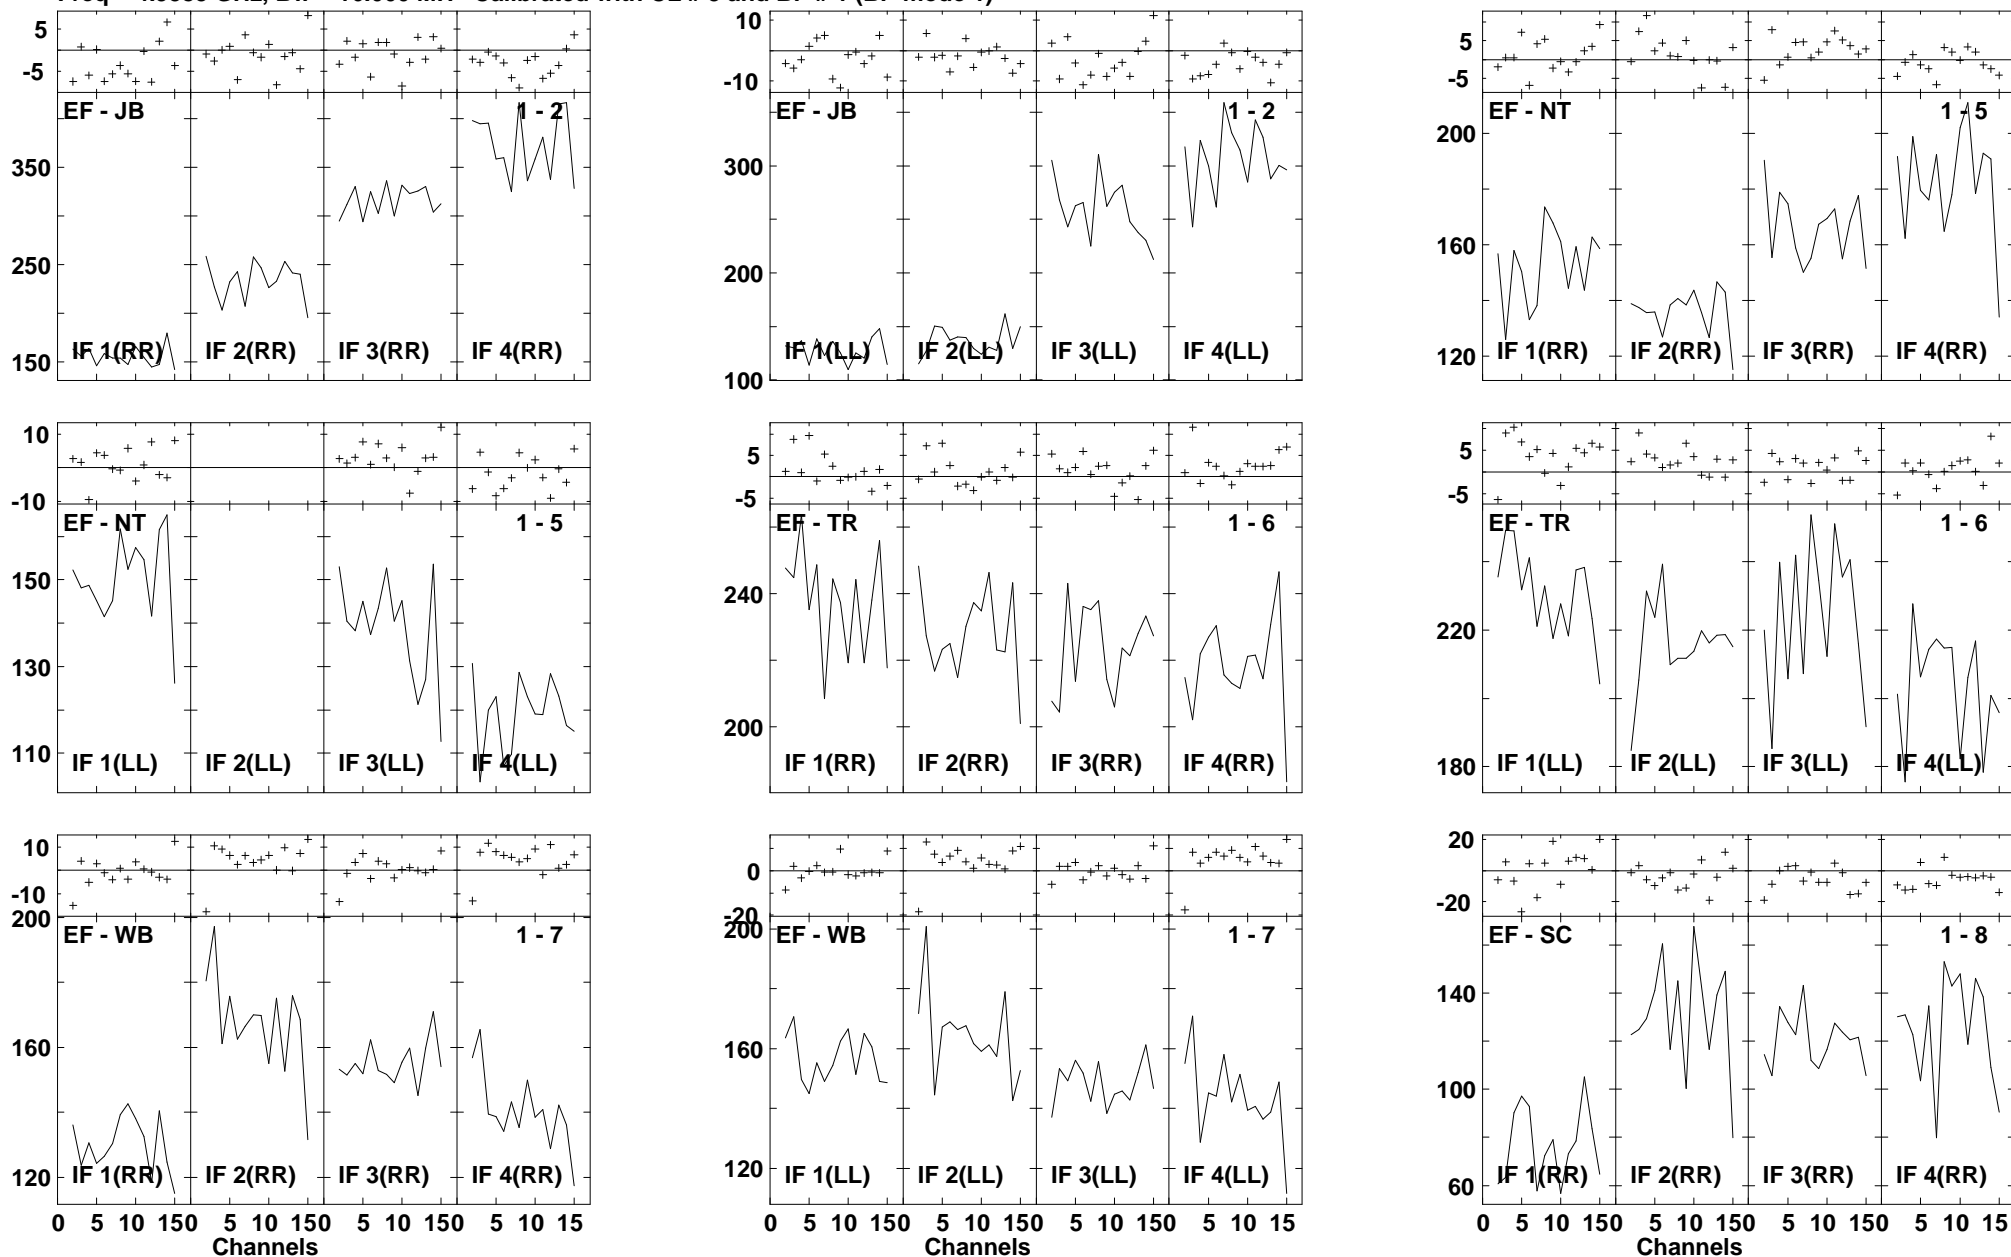 5 10 5
-5 -10 -5
EF - JB 1 - 2 EF - JB 1 - 2 EF - NT 1 - 5
350 300 200
250 200 160
150 100 120
IF 1(RR) IF 2(RR) IF 3(RR) IF 4(RR) IF 1(LL) IF 2(LL) IF 3(LL) IF 4(LL) IF 1(RR) IF 2(RR) IF 3(RR) IF 4(RR)
10 5 5
-10 -5 -5
EF - NT 1 - 5 EF - TR 1 - 6 EF - TR 1 - 6
150 240 220
130 200 180
110
IF 1(LL) IF 2(LL) IF 3(LL) IF 4(LL) IF 1(RR) IF 2(RR) IF 3(RR) IF 4(RR) IF 1(LL) IF 2(LL) IF 3(LL) IF 4(LL)
10 0 20
-10 -20 -20
200 200
EF - WB 1 - 7 EF - WB 1 - 7 EF - SC 1 - 8
160 160 140
120 120 100
60
IF 1(RR) IF 2(RR) IF 3(RR) IF 4(RR) IF 1(LL) IF 2(LL) IF 3(LL) IF 4(LL) IF 1(RR) IF 2(RR) IF 3(RR) IF 4(RR)
0 5 10 150 5 10 150 5 10 150 5 10 15 0 5 10 150 5 10 150 5 10 150 5 10 15 0 5 10 150 5 10 150 5 10 150 5 10 15
Channels Channels Channels